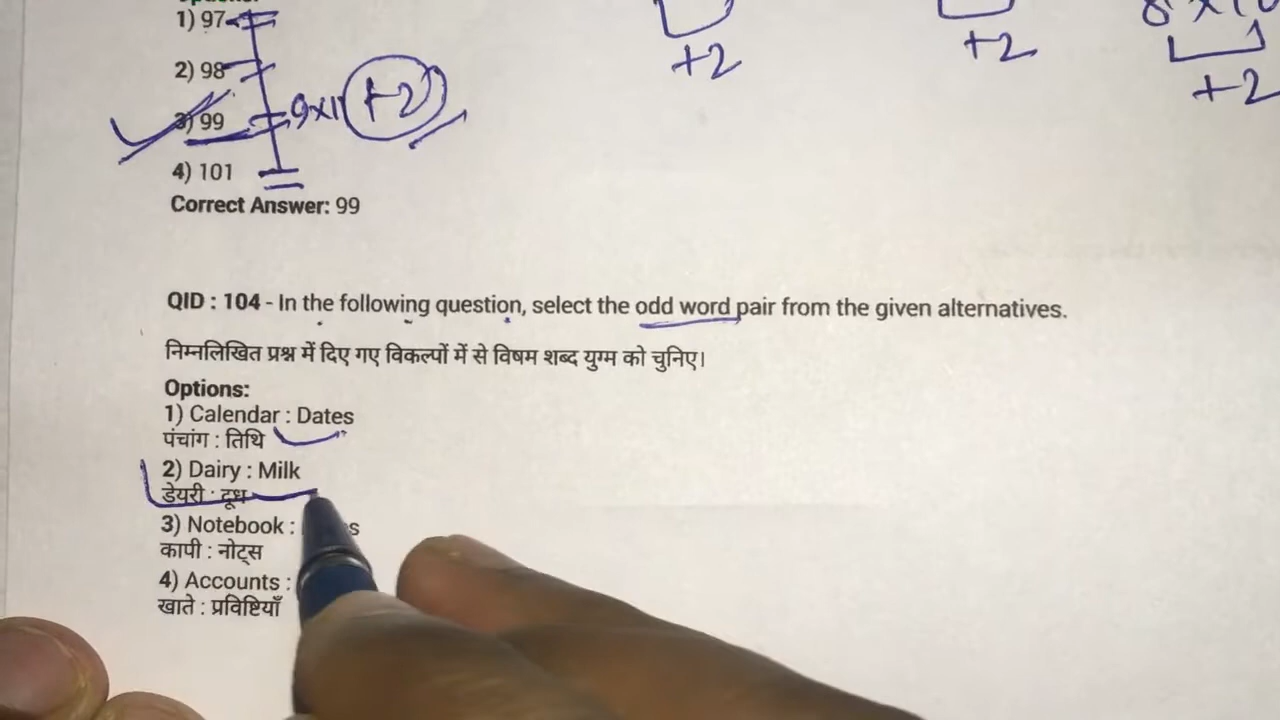 1) 97
+2
+2
+2
2) 98
3) 99 9x11 +2
4) 101
Correct Answer: 99
QID : 104 - In the following question, select the odd word pair from the given alternatives.
निम्नलिखित प्रश्न में दिए गए विकल्पों में से विषम शब्द युग्म को चुनिए।
Options:
1) Calendar : Dates
पंचांग : तिथि
2) Dairy : Milk
डेयरी : दूध
3) Notebook :
कापी : नोट्स
4) Accounts :
खाते : प्रविष्टियाँ